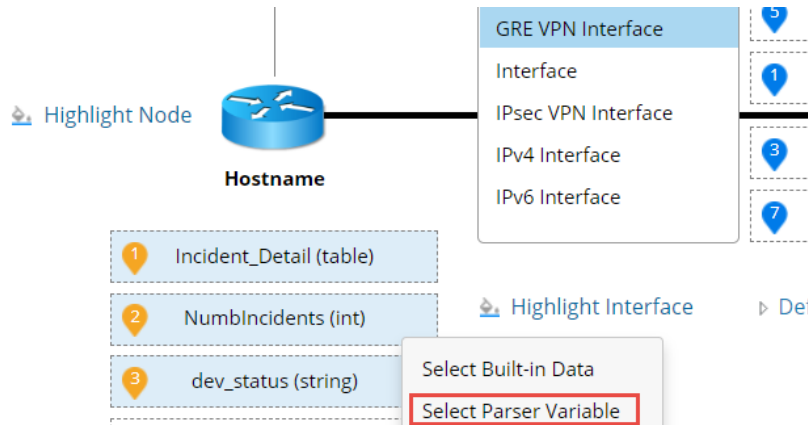 5
GRE VPN Interface
Interface
1
Highlight Node
IPsec VPN Interface
IPv4 Interface
3
Hostname
IPv6 Interface
7
1 Incident_Detail (table)
2 NumbIncidents (int)
Highlight Interface
Def
3 dev_status (string)
Select Built-in Data
Select Parser Variable